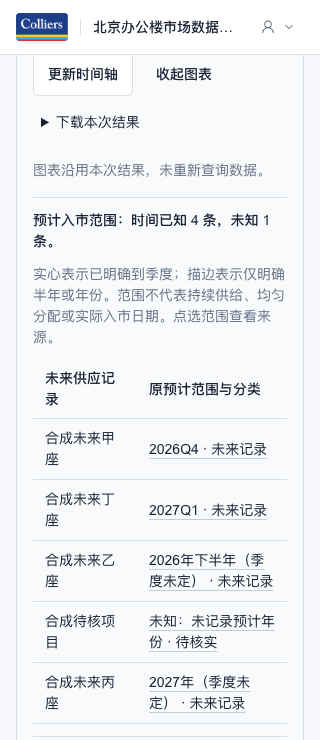 Colliers
北京办公楼市场数据…
更新时间轴
收起图表
▶ 下载本次结果
图表沿用本次结果，未重新查询数据。
预计入市范围：时间已知 4 条，未知 1
条。
实心表示已明确到季度；描边表示仅明确
半年或年份。范围不代表持续供给、均匀
分配或实际入市日期。点选范围查看来
源。
未来供应记
录
原预计范围与分类
合成未来甲
座
2026Q4 · 未来记录
合成未来丁
座
2027Q1 · 未来记录
合成未来乙
座
2026年下半年（季
度未定） · 未来记录
合成待核项
目
未知：未记录预计年
份 · 待核实
合成未来丙
座
2027年（季度未
定） · 未来记录